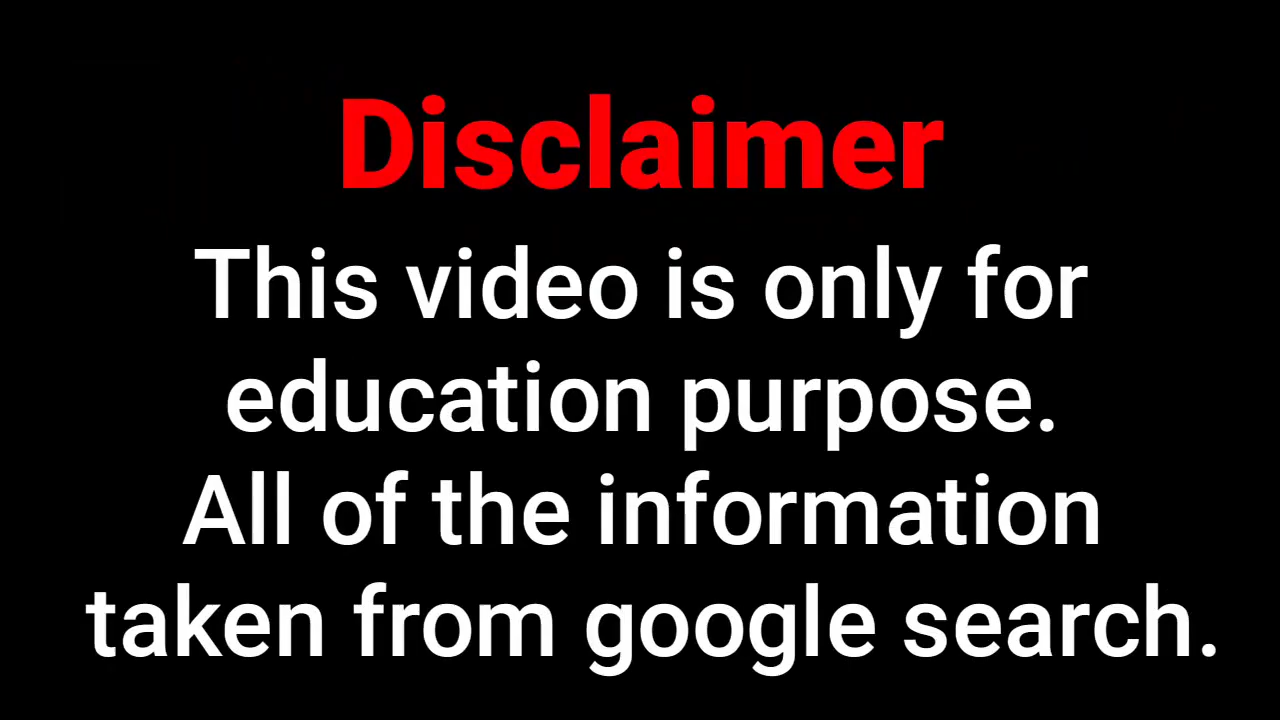 Disclaimer
This video is only for
education purpose.
All of the information
taken from google search.